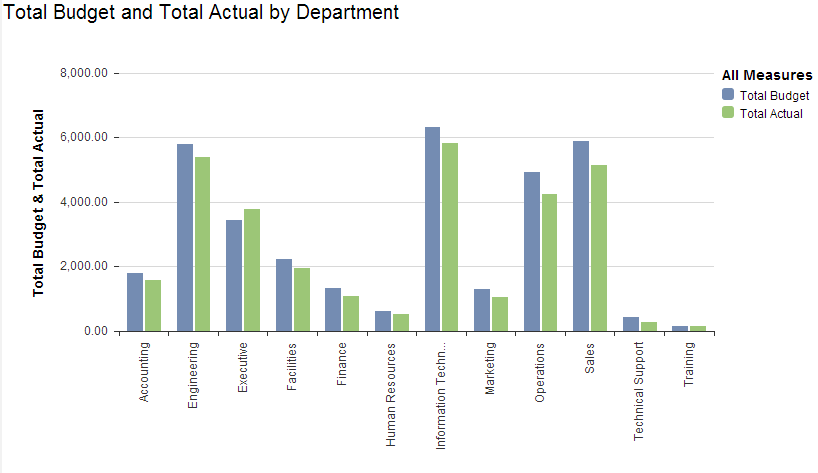 Total Budget and Total Actual by Department
All Measures
Total Budget
Total Actual
Total Budget & Total Actual
8,000.00
6,000.00
4,000.00
2,000.00
0.00
Accounting
Engineering
Executive
Facilities
Finance
Human Resources
Information Techn...
Marketing
Operations
Sales
Technical Support
Training